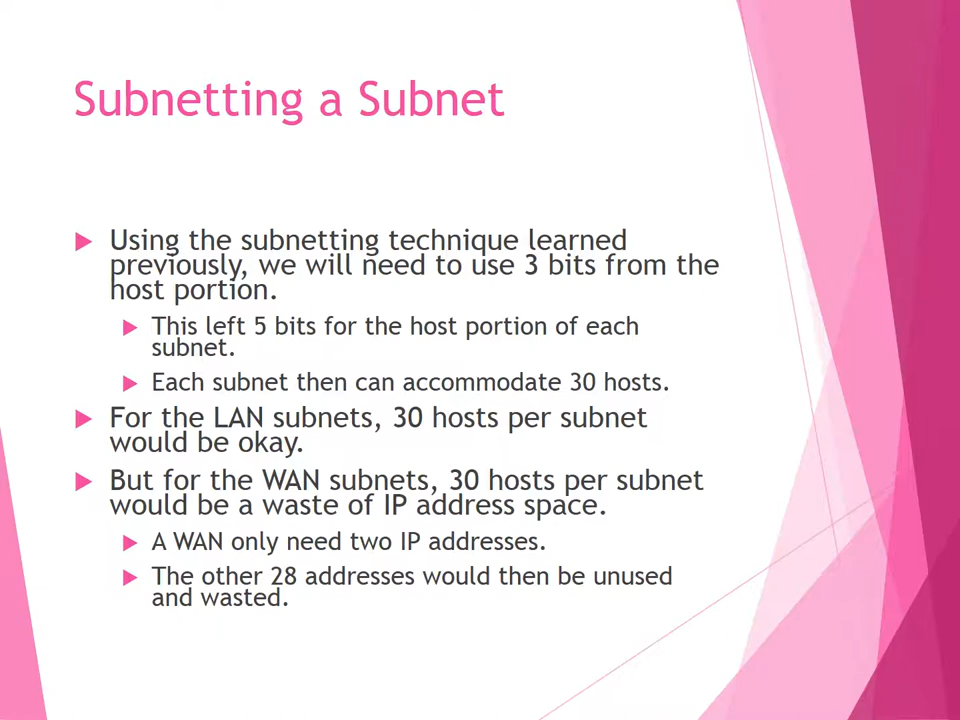 Subnetting a Subnet
Using the subnetting technique learned
previously, we will need to use 3 bits from the
host portion.
This left 5 bits for the host portion of each
subnet.
Each subnet then can accommodate 30 hosts.
For the LAN subnets, 30 hosts per subnet
would be okay.
But for the WAN subnets, 30 hosts per subnet
would be a waste of IP address space.
A WAN only need two IP addresses.
The other 28 addresses would then be unused
and wasted.